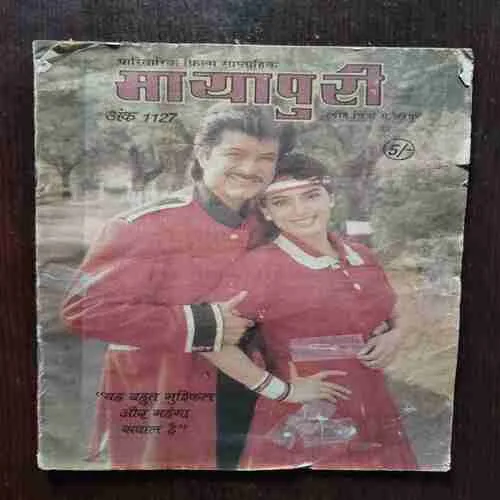 पारिवारिक फिल्म साप्ताहिक
मायापुरी
अंक 1127
5/-
"यह बहुत मुश्किल
और महंगा
सवाल है"